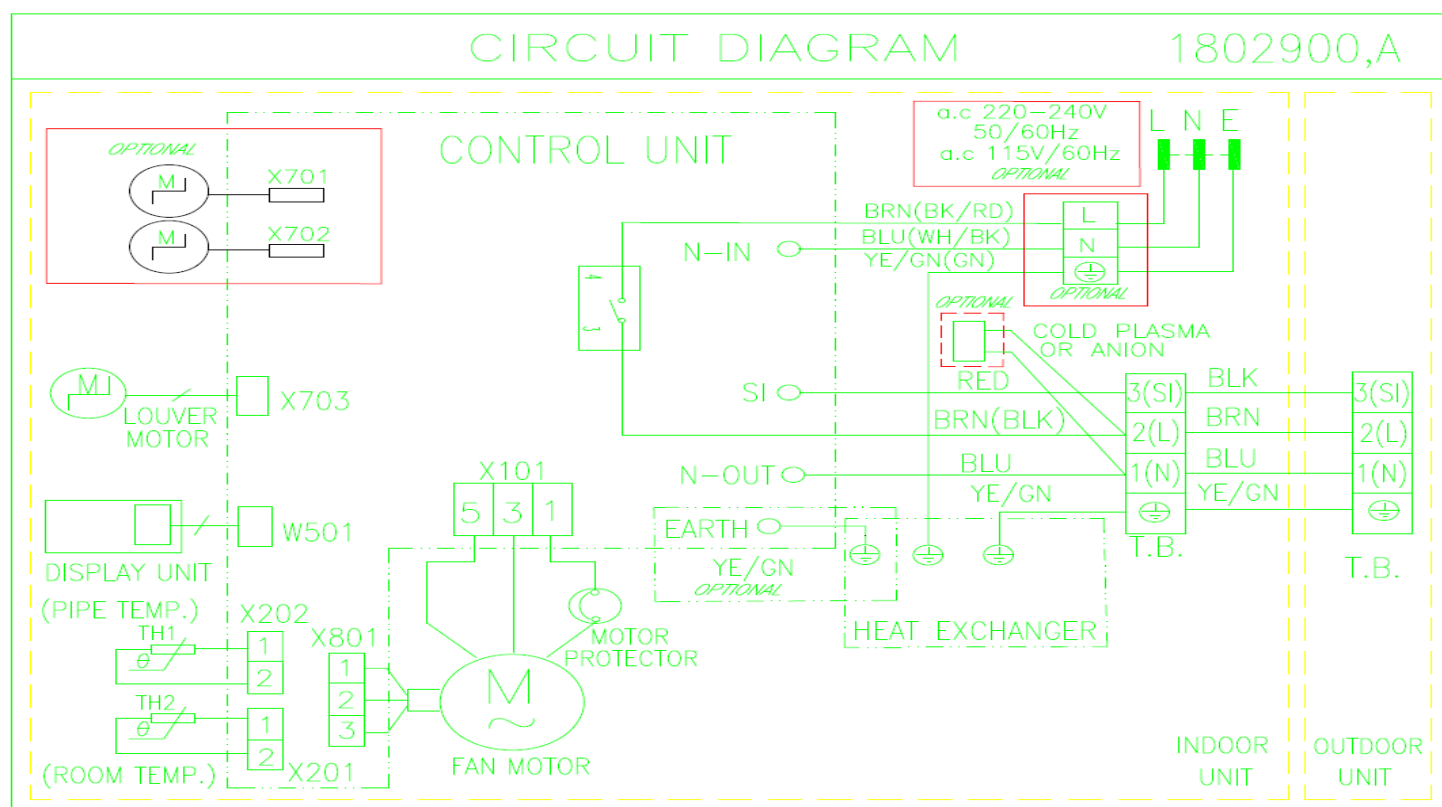 CIRCUIT DIAGRAM
1802900,A
OPTIONAL
M
X701
M
X702
CONTROL UNIT
a.c 220-240V
50/60Hz
a.c 115V/60Hz
OPTIONAL
L N E
BRN(BK/RD)
L
N-IN
BLU(WH/BK)
N
YE/GN(GN)
OPTIONAL
4
3
OPTIONAL
COLD PLASMA
OR ANION
M
LOUVER
MOTOR
X703
SI
RED
3(SI)
BLK
3(SI)
BRN(BLK)
2(L)
BRN
2(L)
N-OUT
BLU
1(N)
BLU
1(N)
YE/GN
YE/GN
T.B.
T.B.
X101
5 3 1
EARTH
YE/GN
OPTIONAL
HEAT EXCHANGER
W501
DISPLAY UNIT
(PIPE TEMP.)
TH1
θ
X202
1
2
TH2
θ
1
2
X201
(ROOM TEMP.)
X801
1
2
3
MOTOR
PROTECTOR
M
~
FAN MOTOR
INDOOR
UNIT
OUTDOOR
UNIT